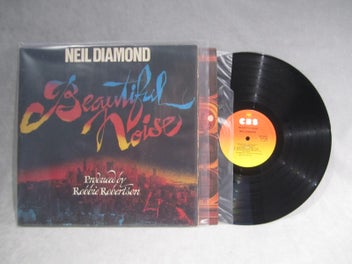 NEIL DIAMOND
Beautiful
Noise
Produced by
Robbie Robertson
CBS